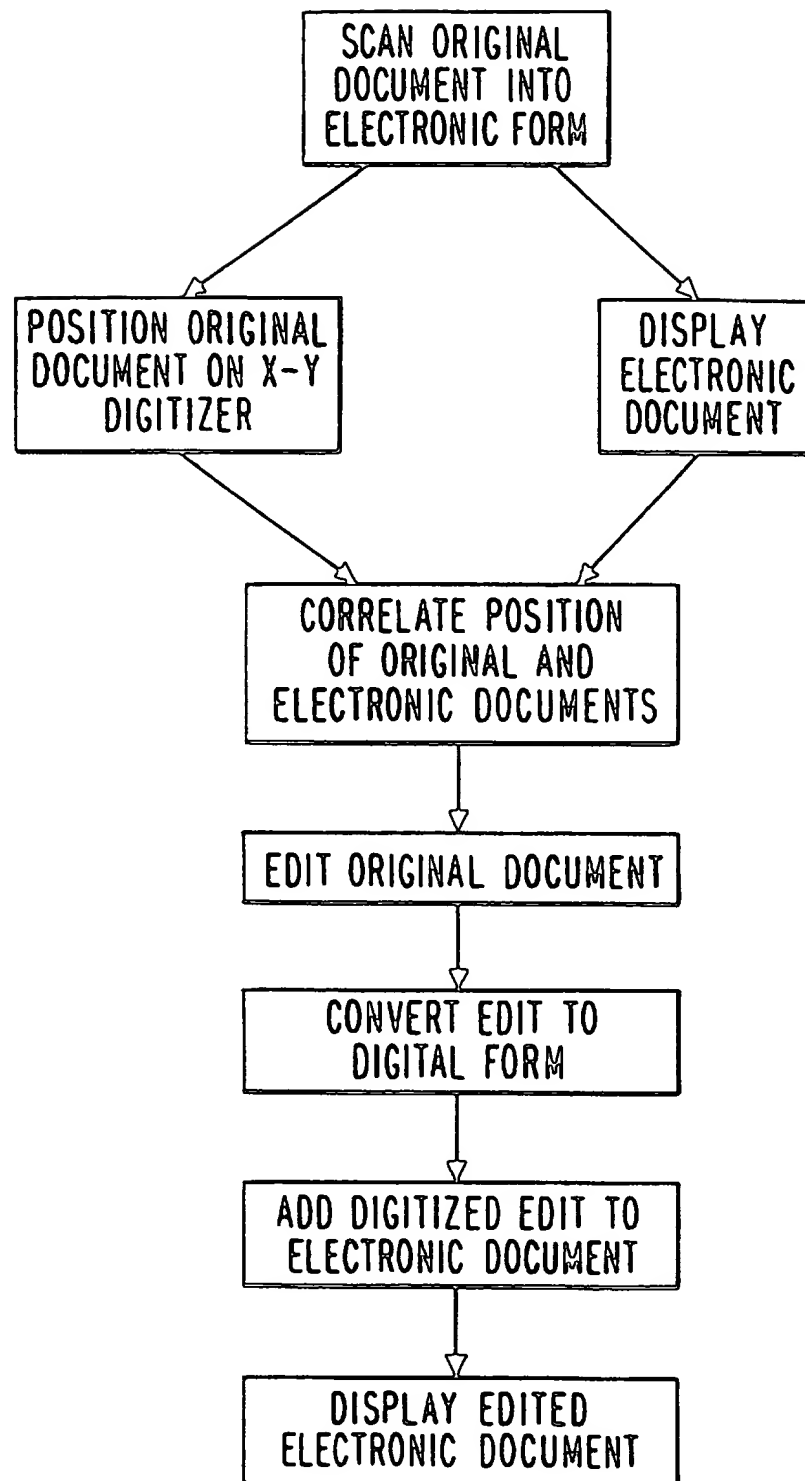 SCAN ORIGINAL
DOCUMENT INTO
ELECTRONIC FORM
POSITION ORIGINAL
DOCUMENT ON X-Y
DIGITIZER
DISPLAY
ELECTRONIC
DOCUMENT
CORRELATE POSITION
OF ORIGINAL AND
ELECTRONIC DOCUMENTS
EDIT ORIGINAL DOCUMENT
CONVERT EDIT TO
DIGITAL FORM
ADD DIGITIZED EDIT TO
ELECTRONIC DOCUMENT
DISPLAY EDITED
ELECTRONIC DOCUMENT